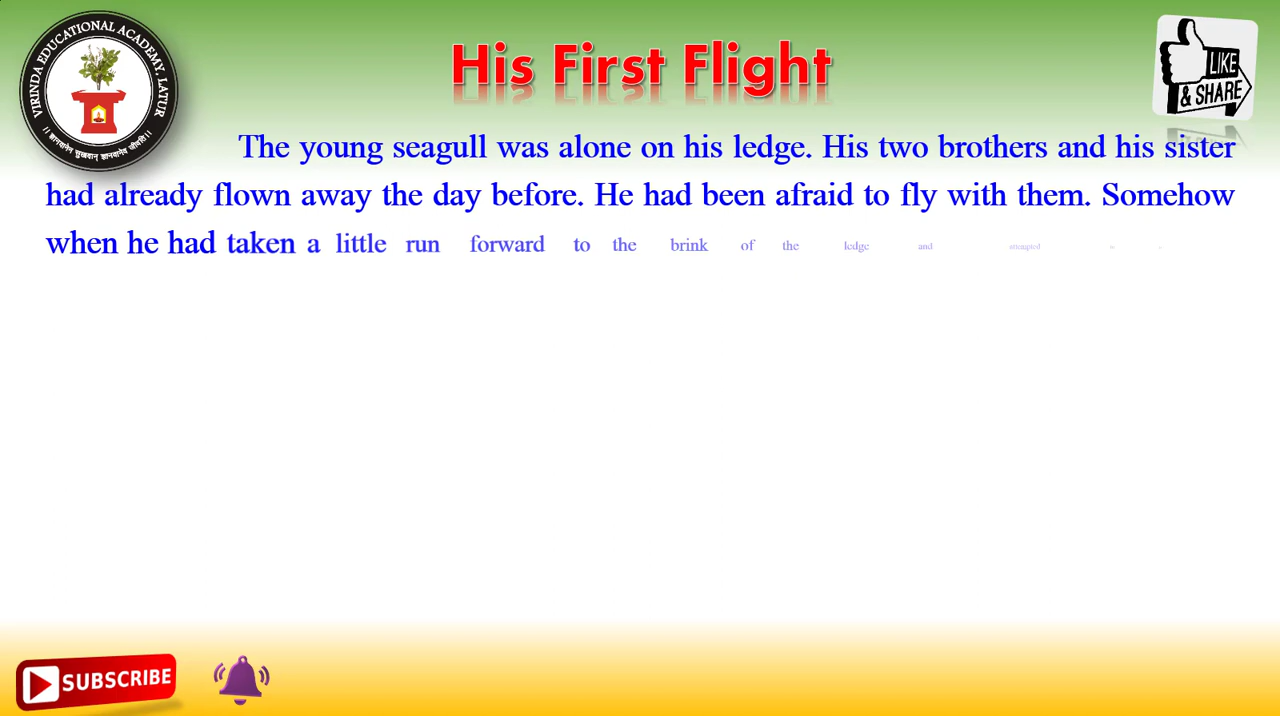 His First Flight
VIRINDA EDUCATIONAL ACADEMY, LATUR
LIKE
& SHARE
The young seagull was alone on his ledge. His two brothers and his sister
had already flown away the day before. He had been afraid to fly with them. Somehow
when he had taken a little run forward to the brink of the ledge and attempted
SUBSCRIBE